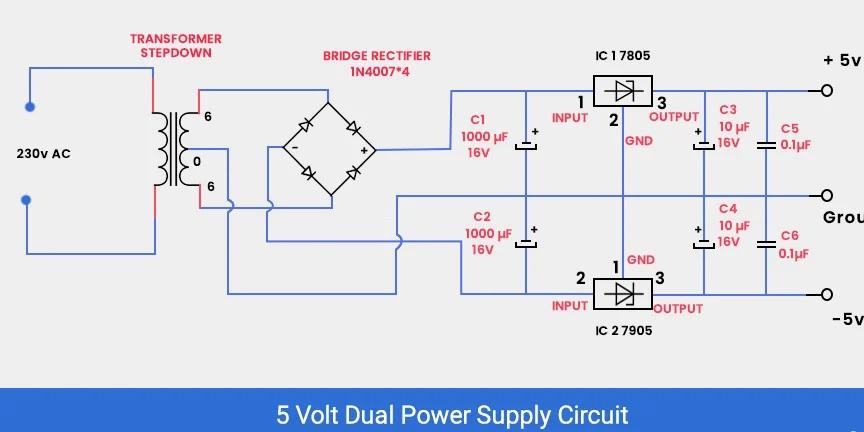 TRANSFORMER
STEPDOWN
BRIDGE RECTIFIER
1N4007*4
IC 1 7805
+ 5v
230v AC
6
0
6
-
+
C1
1000 µF
16V
+
1
INPUT
2
GND
3
OUTPUT
C3
10 µF
16V
+
C5
0.1µF
Grou
C2
1000 µF
16V
+
C4
10 µF
16V
+
C6
0.1µF
1
GND
2
INPUT
3
OUTPUT
IC 2 7905
-5v
5 Volt Dual Power Supply Circuit